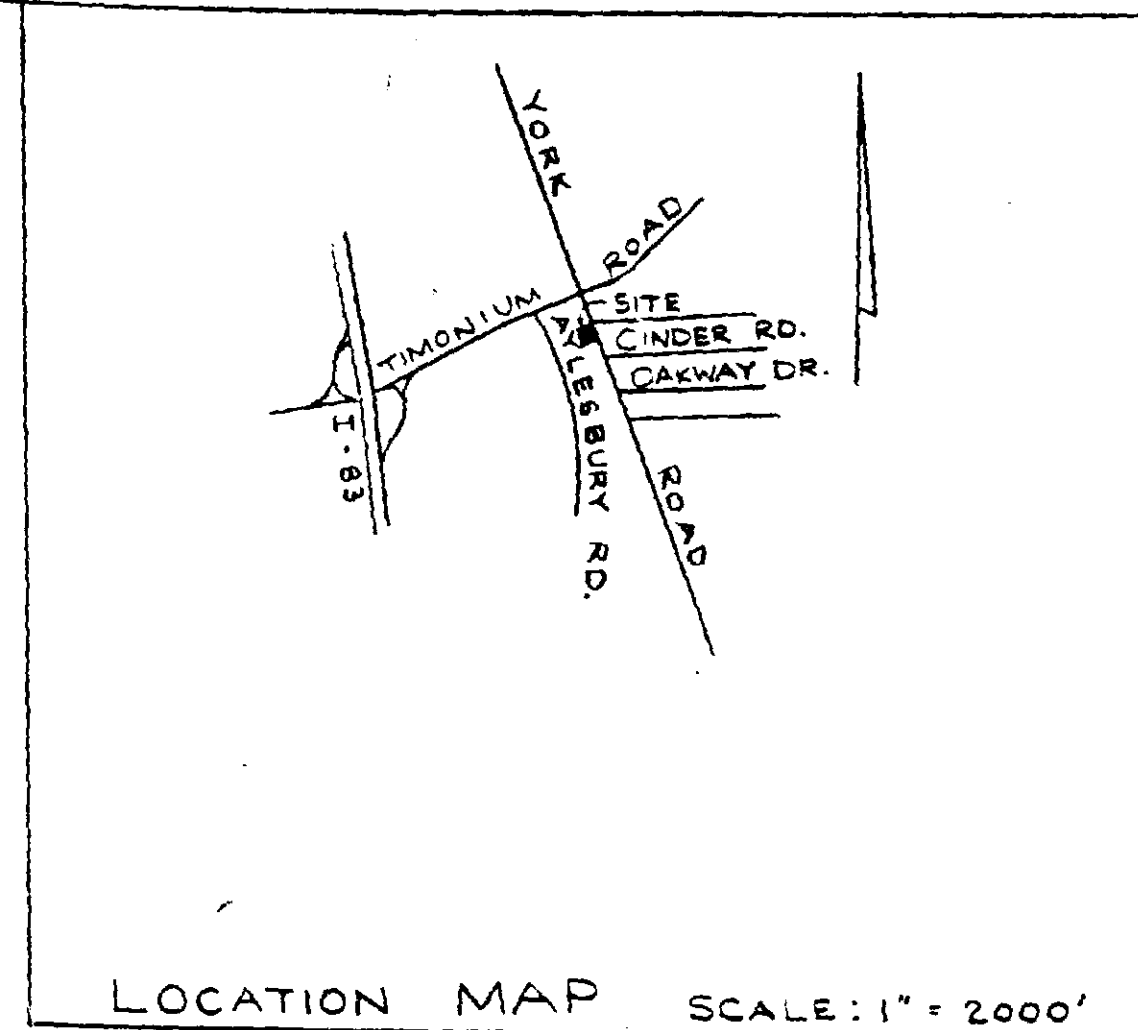 YORK
ROAD
TIMONIUM
SITE
CINDER RD.
OAKWAY DR.
AYLESBURY RD.
I-83
ROAD
LOCATION MAP SCALE: 1" = 2000'